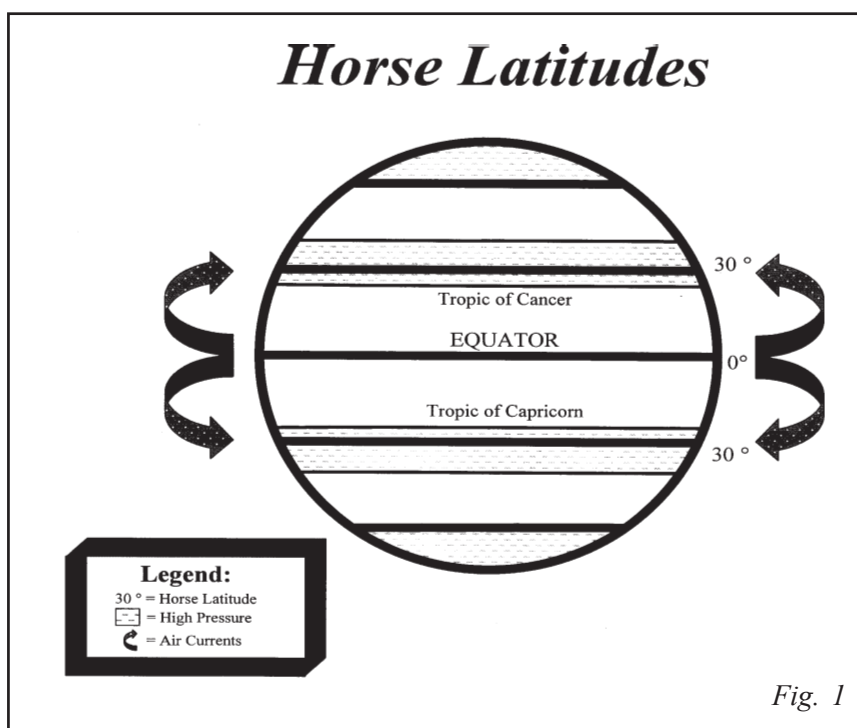 Horse Latitudes
30 °
Tropic of Cancer
EQUATOR
0°
Tropic of Capricorn
30 °
Legend:
30 ° = Horse Latitude
= High Pressure
= Air Currents
Fig. 1